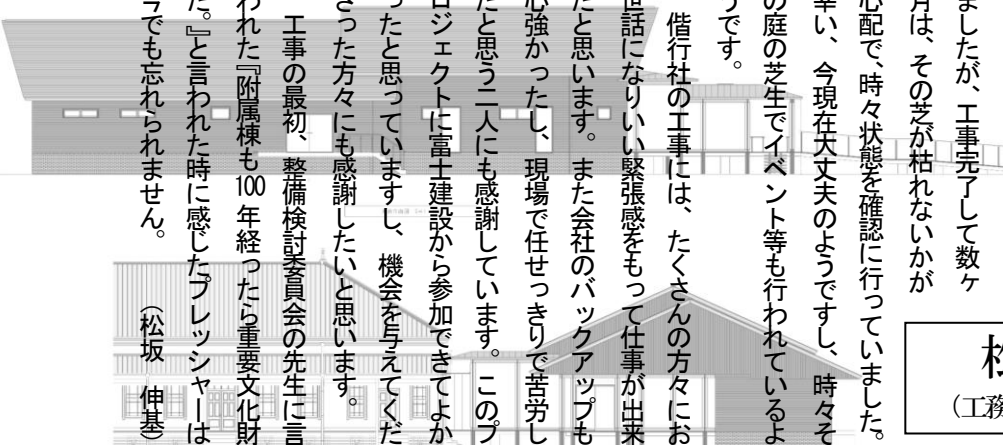 ましたが、工事完了して数ヶ
月は、その芝が枯れないかが
心配で、時々状態を確認に行っていました。
幸い、今現在大丈夫のようですし、時々そ
の庭の芝生でイベント等も行われているよ
うです。
偕行社の工事には、たくさんの方々にお
世話になりいい緊張感をもって仕事が出来
たと思います。また会社のバックアップも
心強かったし、現場で任せっきりで苦労し
たと思う二人にも感謝しています。このプ
ロジェクトに富士建設から参加できてよか
ったと思っていますし、機会を与えてくだ
さった方々にも感謝したいと思います。
工事の最初、整備検討委員会の先生に言
われた『附属棟も100年経ったら重要文化財
だ。』と言われた時に感じたプレッシャーは
今でも忘れられません。
(松坂 伸基)
(工務